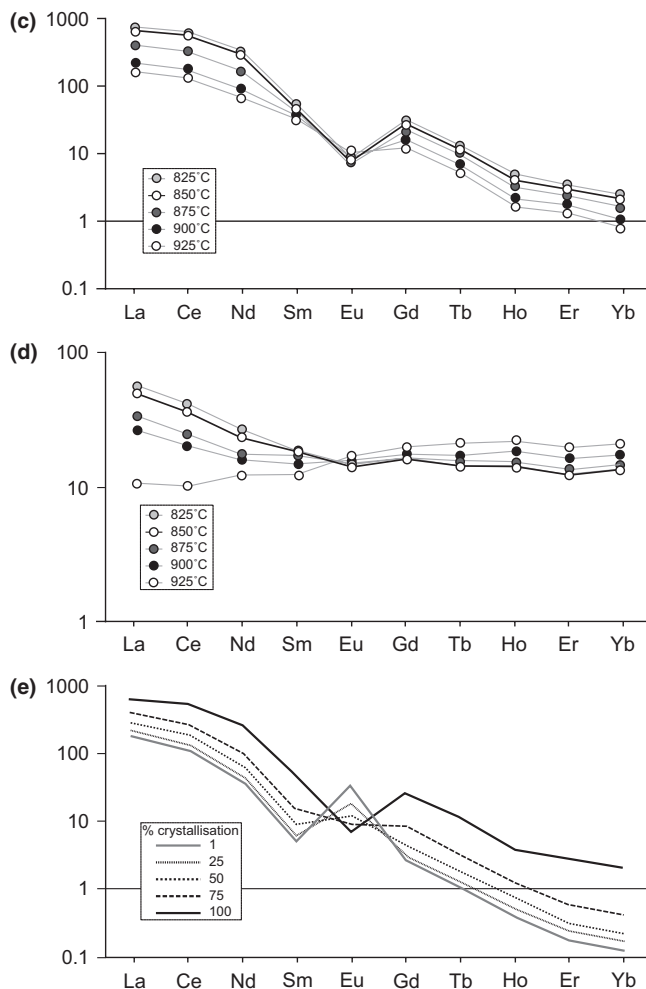 (c)
1000
100
10
1
0.1
825°C
850°C
875°C
900°C
925°C
La Ce Nd Sm Eu Gd Tb Ho Er Yb
(d)
100
10
1
825°C
850°C
875°C
900°C
925°C
La Ce Nd Sm Eu Gd Tb Ho Er Yb
(e)
1000
100
10
1
0.1
% crystallisation
1
25
50
75
100
La Ce Nd Sm Eu Gd Tb Ho Er Yb